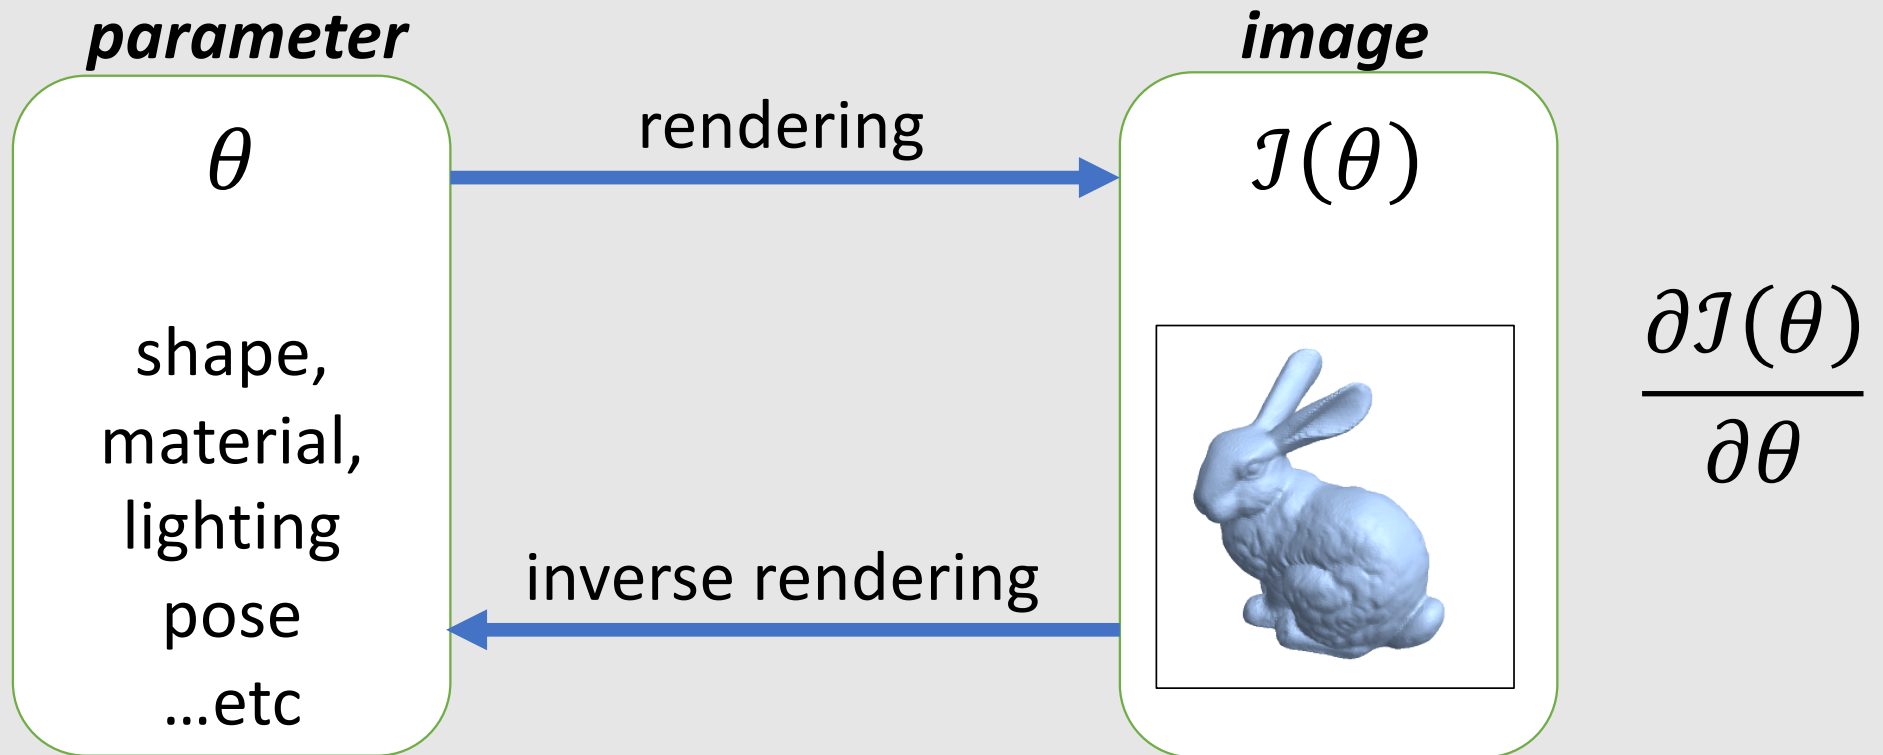 parameter
θ
shape,
material,
lighting
pose
...etc
rendering
inverse rendering
image
ℐ(θ)
∂ℐ(θ)
∂θ